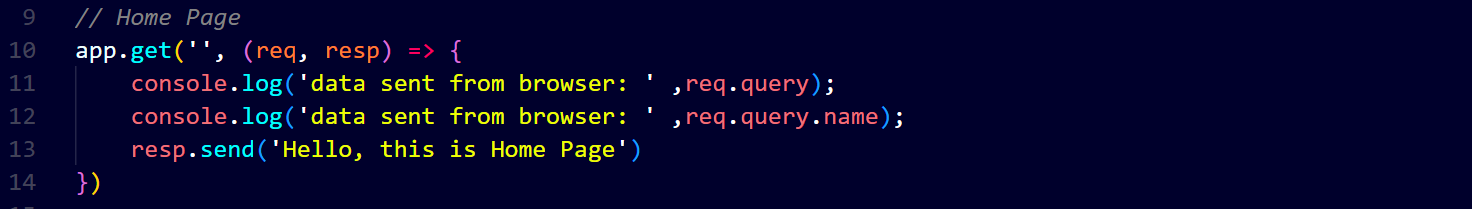 9 // Home Page
10 app.get('', (req, resp) => {
11 console.log('data sent from browser: ' ,req.query);
12 console.log('data sent from browser: ' ,req.query.name);
13 resp.send('Hello, this is Home Page')
14 })